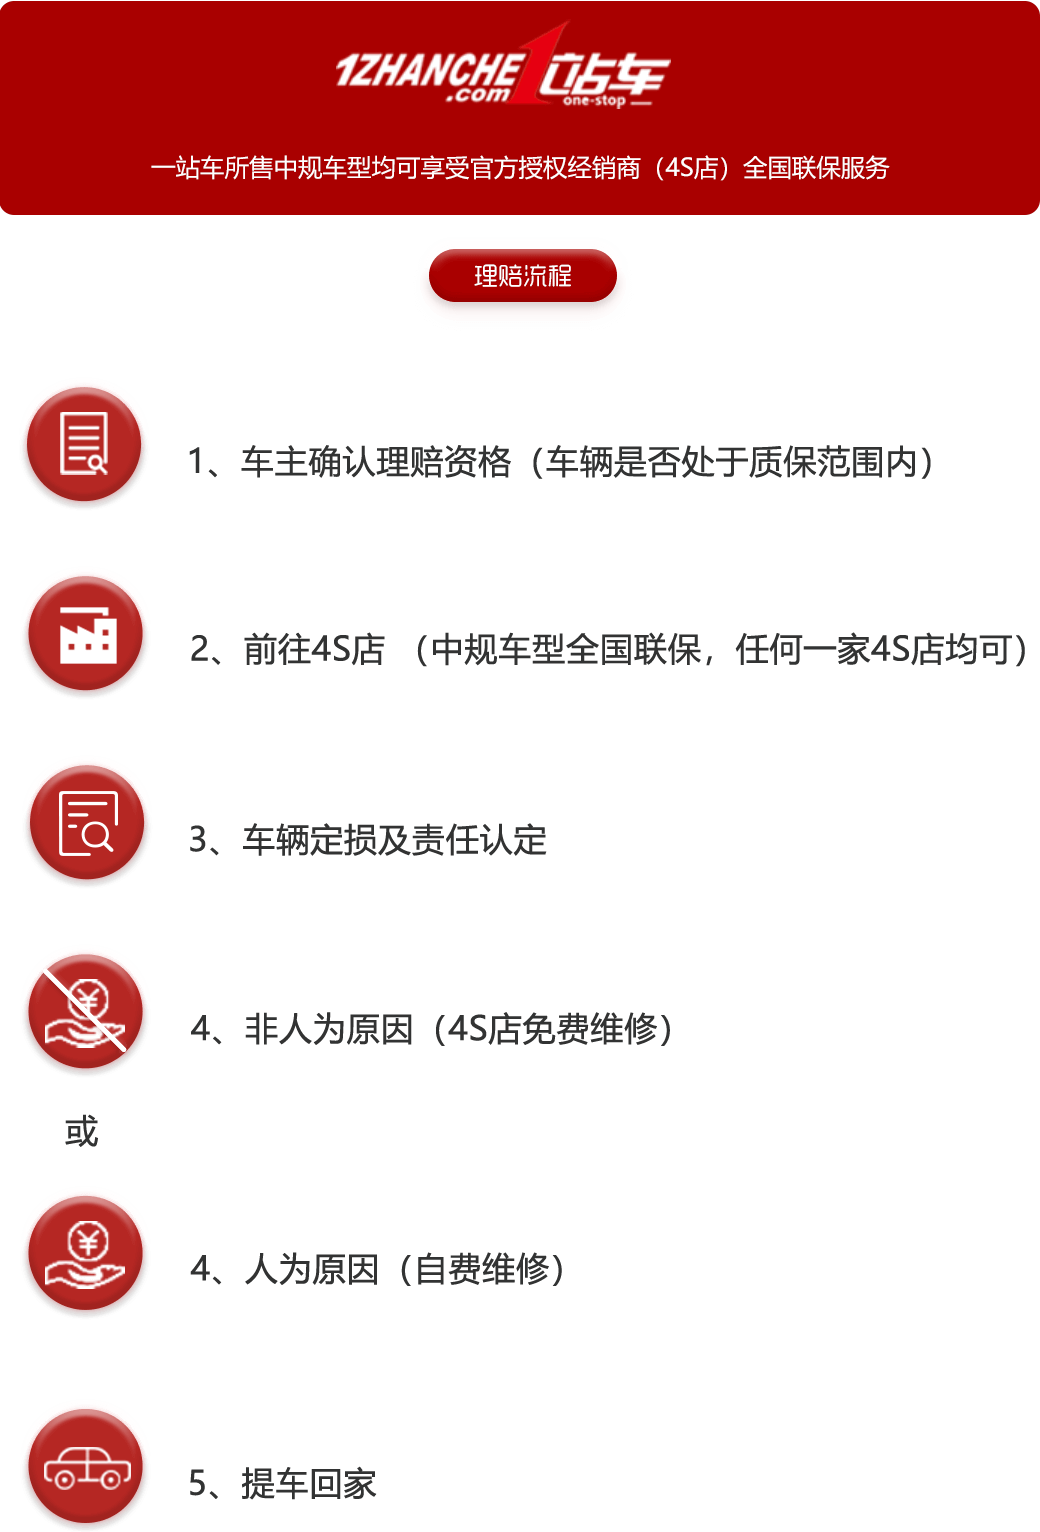 1ZHANCHE.com 1站车
one-stop
一站车所售中规车型均可享受官方授权经销商（4S店）全国联保服务
理赔流程
1、车主确认理赔资格（车辆是否处于质保范围内）
2、前往4S店 （中规车型全国联保，任何一家4S店均可）
3、车辆定损及责任认定
4、非人为原因（4S店免费维修）
或
4、人为原因（自费维修）
5、提车回家